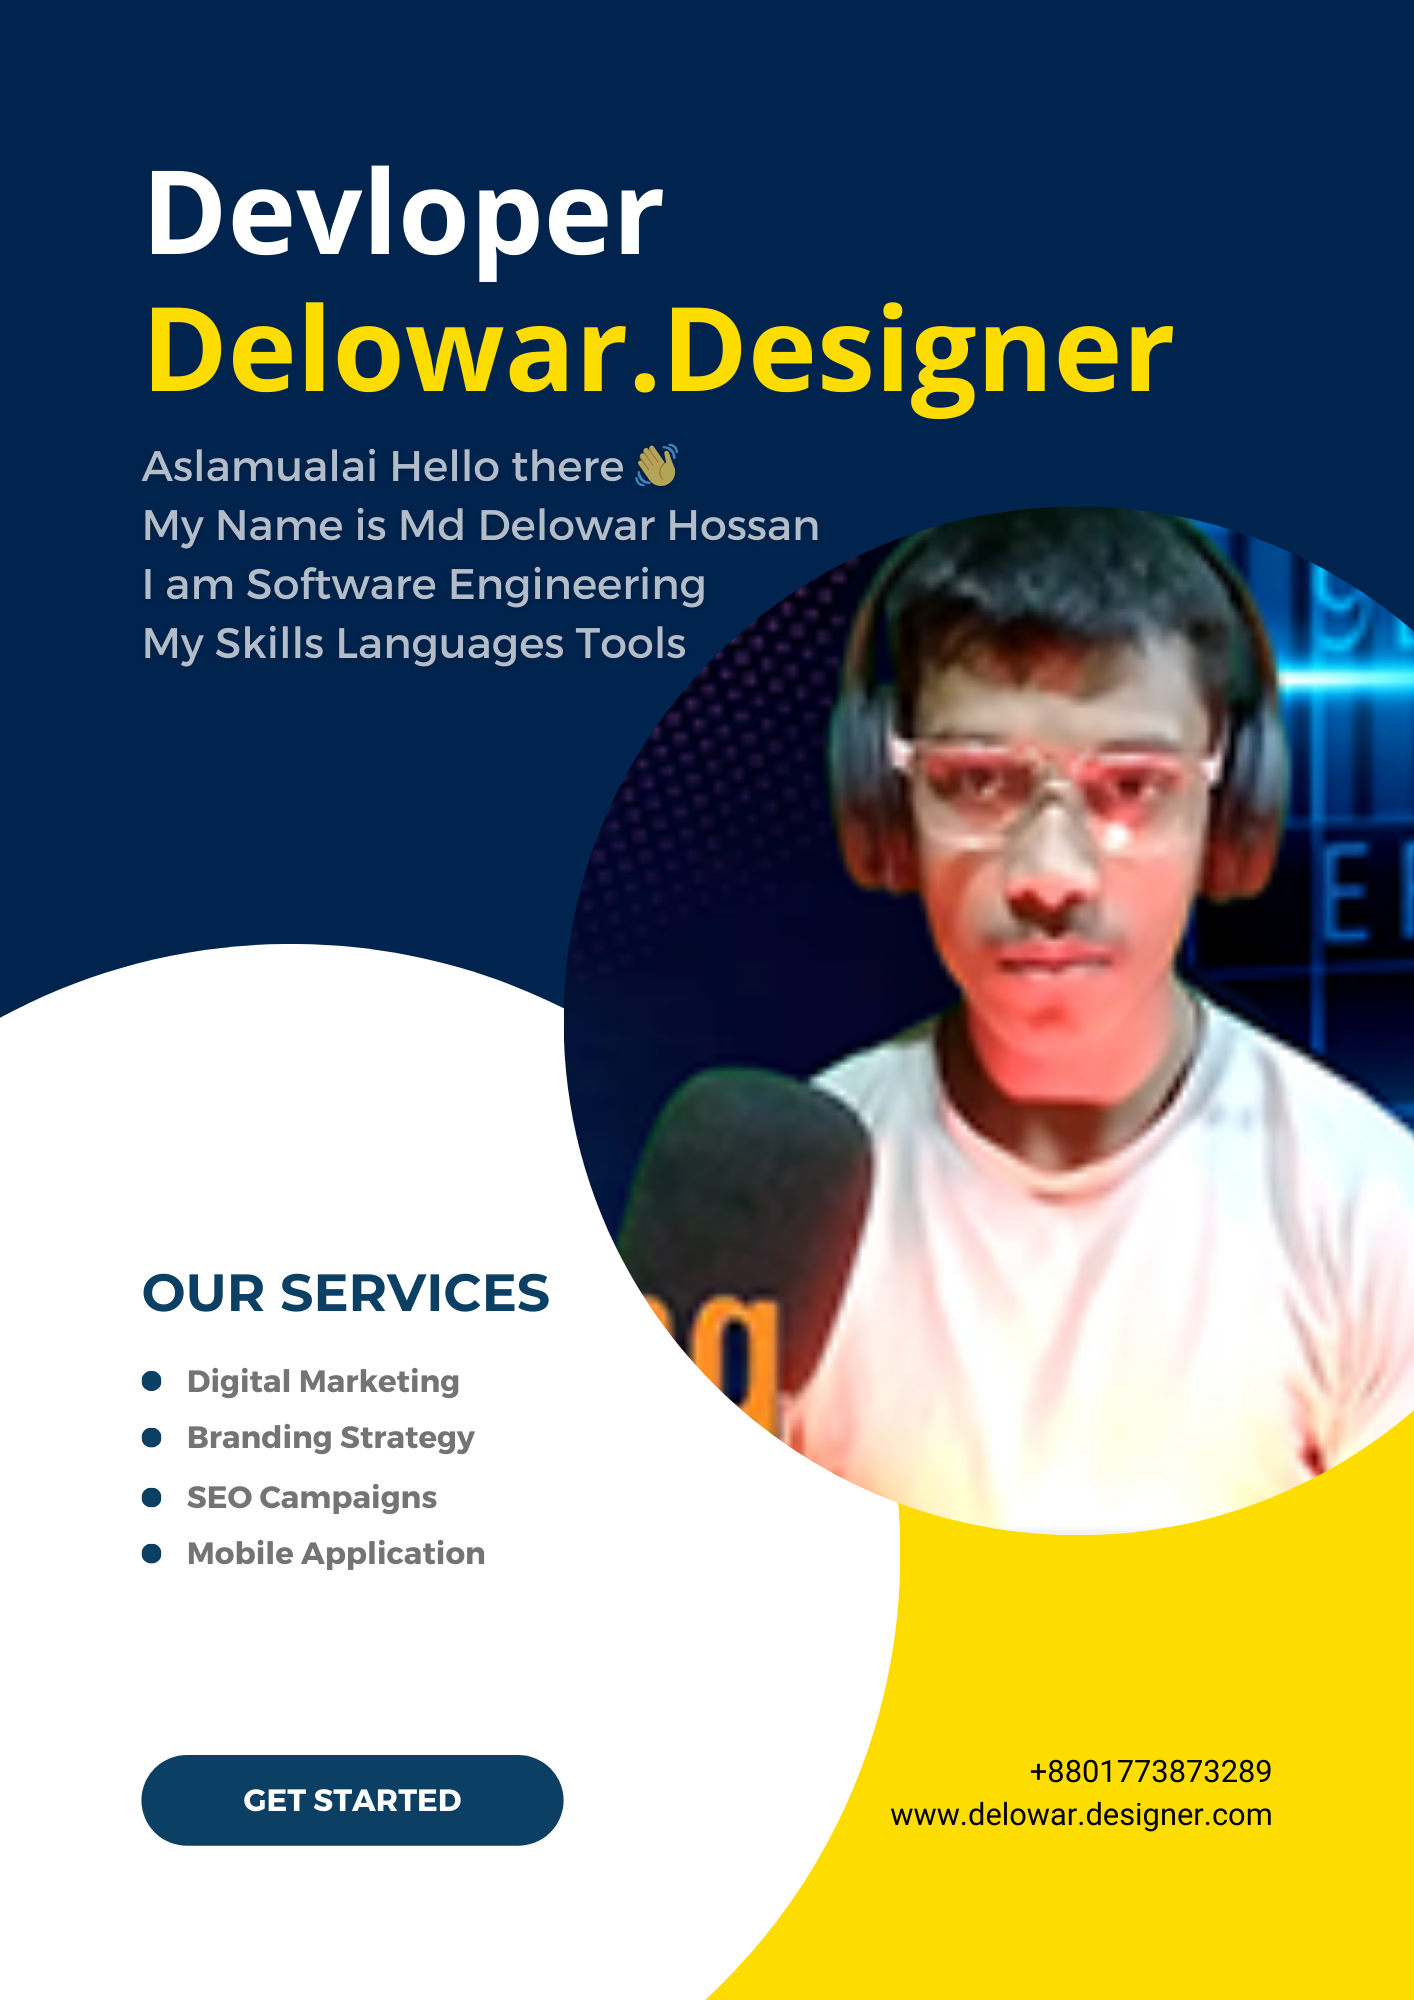 Devloper
Delowar.Designer
Aslamualai Hello there 👋
My Name is Md Delowar Hossan
I am Software Engineering
My Skills Languages Tools
OUR SERVICES
Digital Marketing
Branding Strategy
SEO Campaigns
Mobile Application
GET STARTED
+8801773873289
www.delowar.designer.com